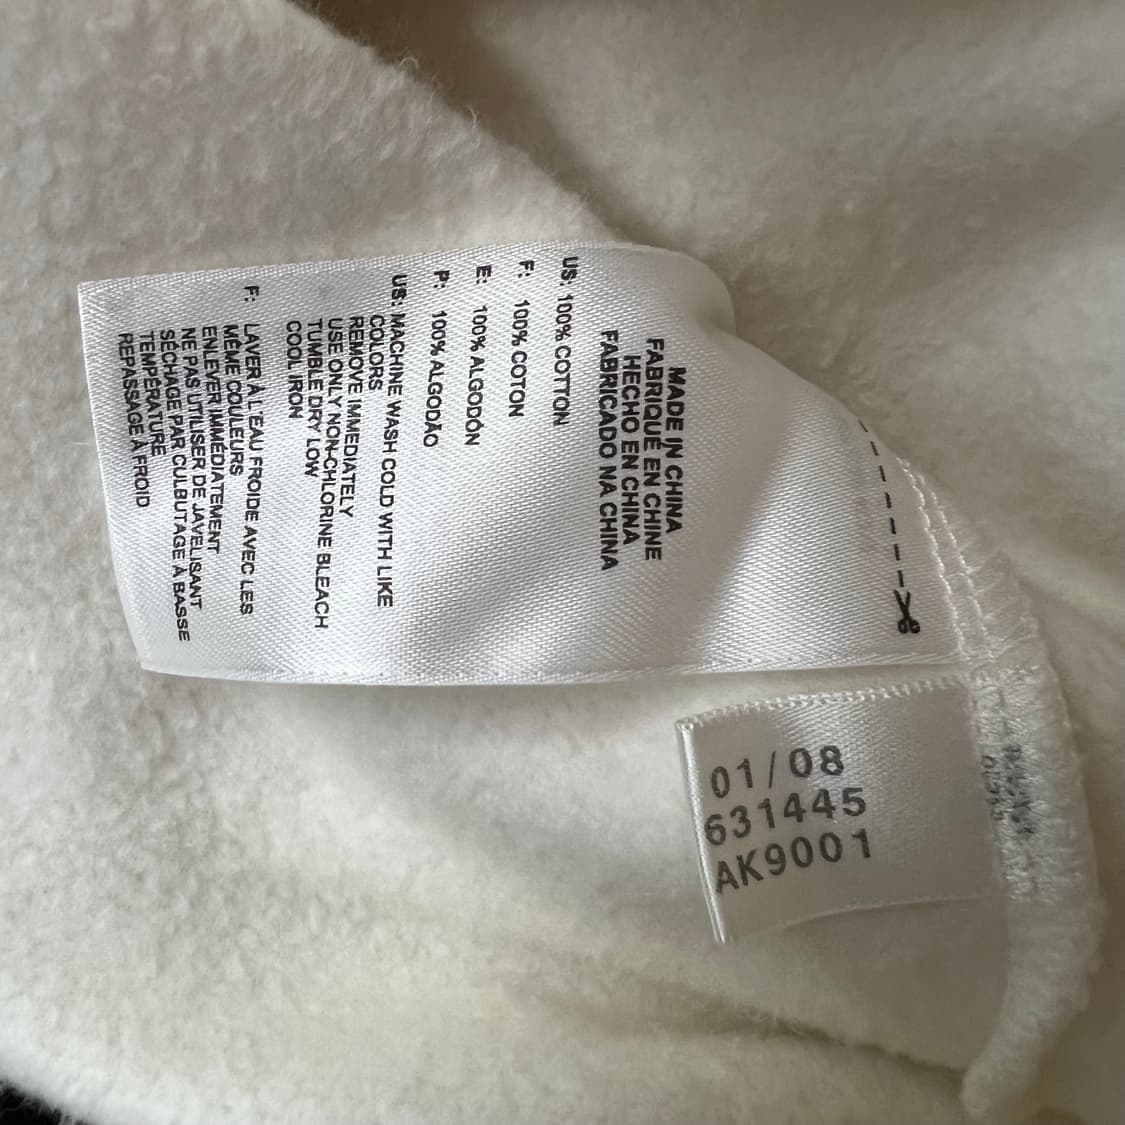 MADE IN CHINA
FABRIQUÉ EN CHINE
HECHO EN CHINA
FABRICADO NA CHINA
US: 100% COTTON
F: 100% COTON
E: 100% ALGODÓN
P: 100% ALGODÃO
US: MACHINE WASH COLD WITH LIKE
COLORS
REMOVE IMMEDIATELY
USE ONLY NON-CHLORINE BLEACH
TUMBLE DRY LOW
COOL IRON
F: LAVER À L'EAU FROIDE AVEC LES
MÊME COULEURS
ENLEVER IMMÉDIATEMENT
NE PAS UTILISER DE JAVELISANT
SÉCHAGE PAR CULBUTAGE À BASSE
TEMPÉRATURE
REPASSAGE À FROID
01/08
631445
AK9001